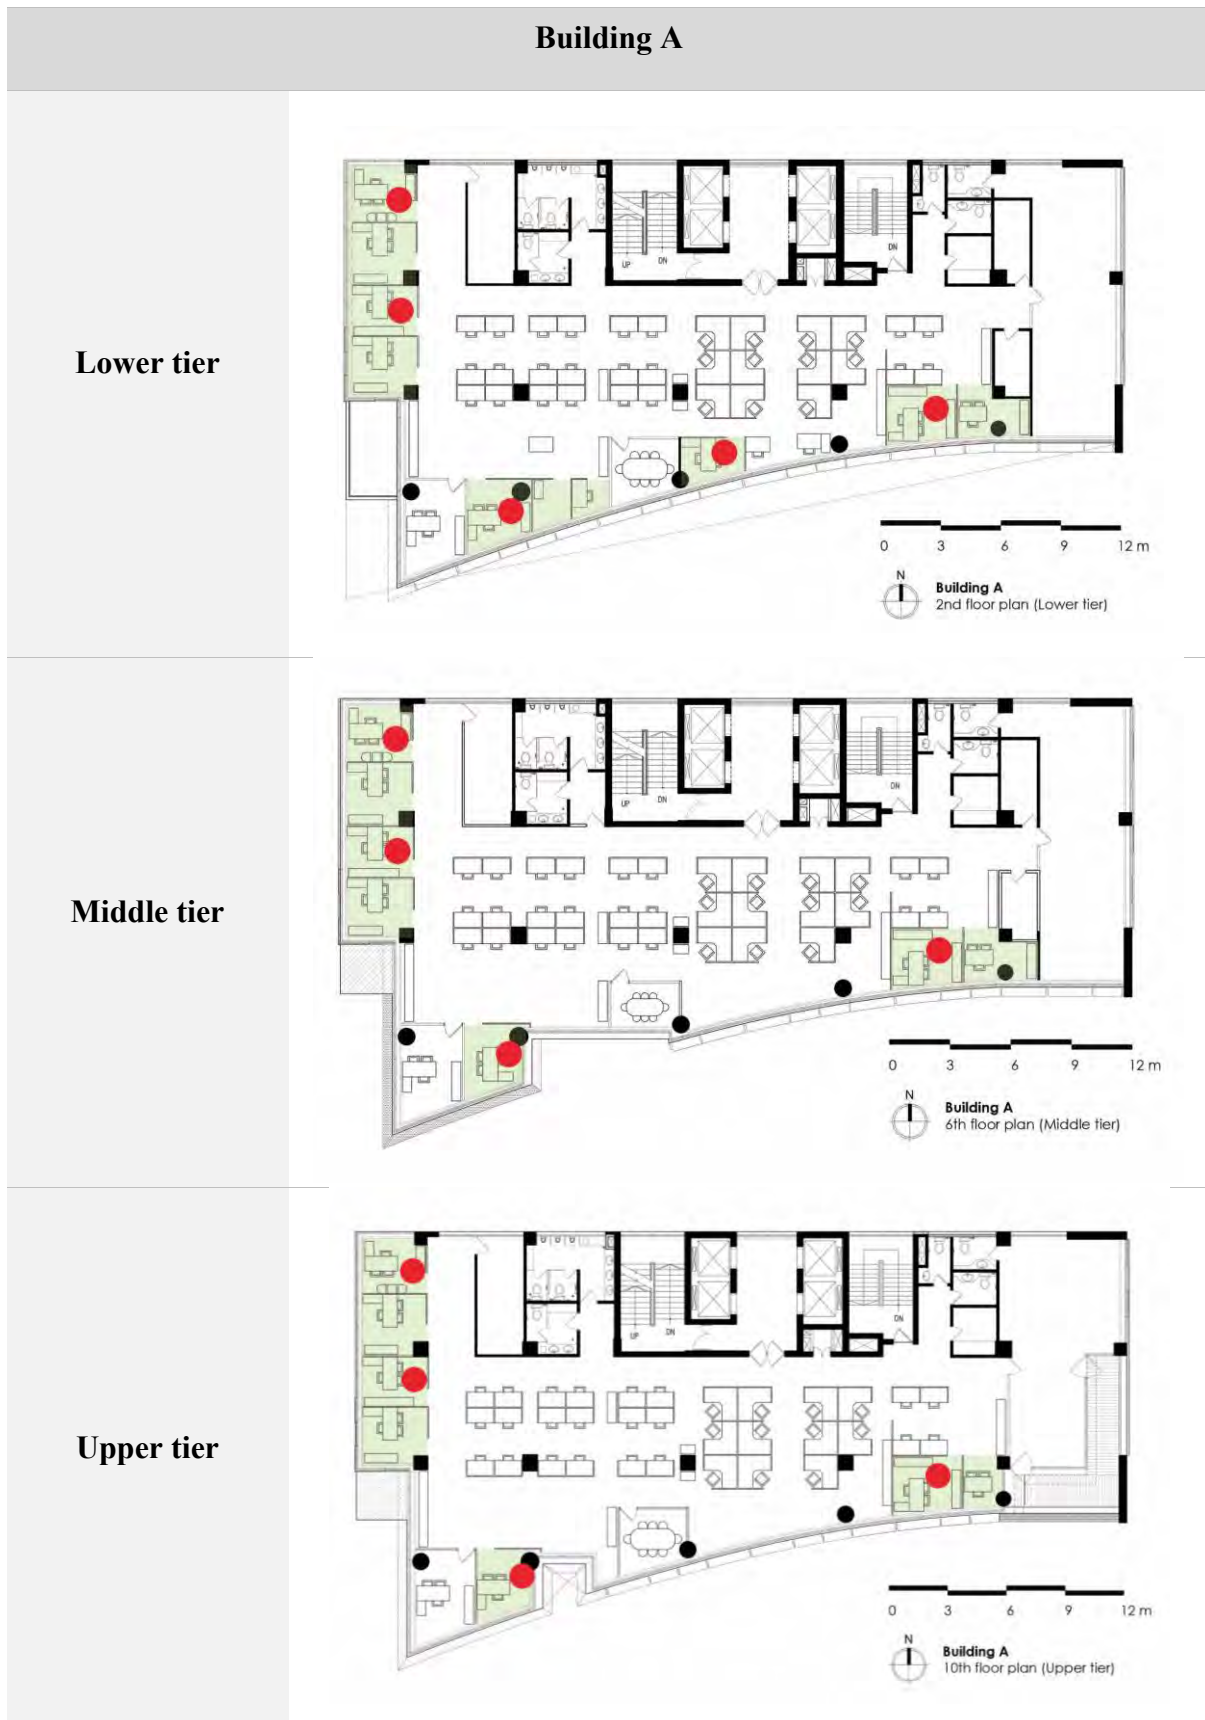 Building A
Lower tier
UP
DN
DN
0 3 6 9 12 m
N
Building A
2nd floor plan (Lower tier)
Middle tier
UP
DN
DN
0 3 6 9 12 m
N
Building A
6th floor plan (Middle tier)
Upper tier
UP
DN
DN
0 3 6 9 12 m
N
Building A
10th floor plan (Upper tier)